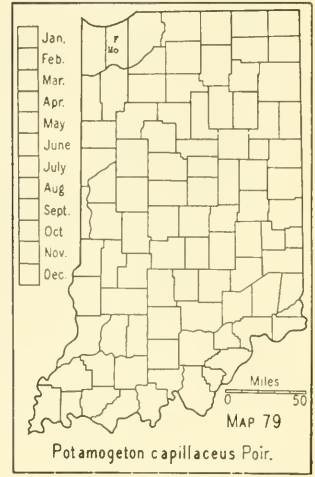 Jan.
Feb.
Mar.
Apr.
May
June
July
Aug
Sept.
Oct
Nov.
Dec.
F
Mo
Miles
0 50
MAP 79
Potamogeton capillaceus Poir.